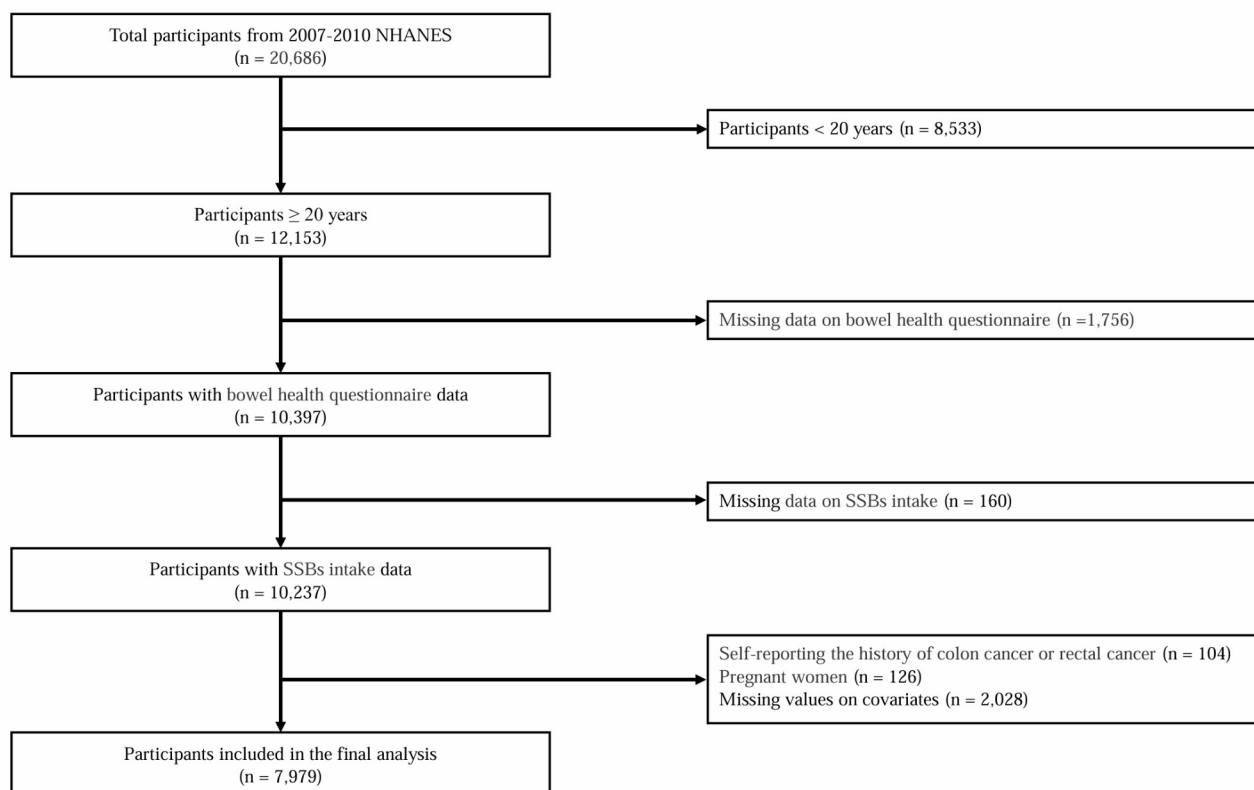 Total participants from 2007-2010 NHANES
(n = 20,686)
Participants < 20 years (n = 8,533)
Participants ≥ 20 years
(n = 12,153)
Missing data on bowel health questionnaire (n =1,756)
Participants with bowel health questionnaire data
(n = 10,397)
Missing data on SSBs intake (n = 160)
Participants with SSBs intake data
(n = 10,237)
Self-reporting the history of colon cancer or rectal cancer (n = 104)
Pregnant women (n = 126)
Missing values on covariates (n = 2,028)
Participants included in the final analysis
(n = 7,979)